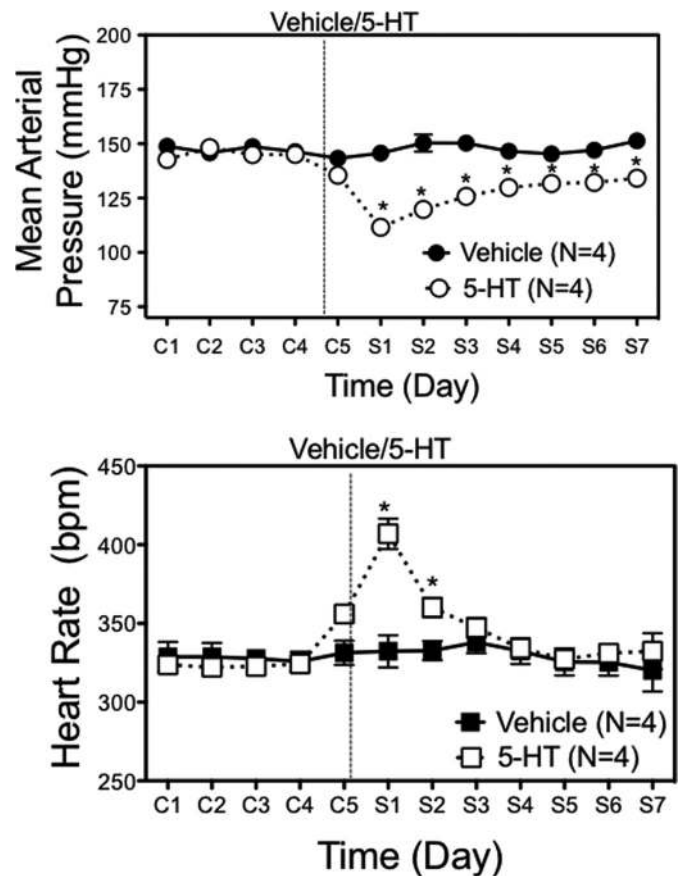 Vehicle/5-HT
Mean Arterial
Pressure (mmHg)
200
175
150
125
100
75
* * * * * * *
Vehicle (N=4)
5-HT (N=4)
C1 C2 C3 C4 C5 S1 S2 S3 S4 S5 S6 S7
Time (Day)
Vehicle/5-HT
Heart Rate (bpm)
450
400
350
300
250
* *
Vehicle (N=4)
5-HT (N=4)
C1 C2 C3 C4 C5 S1 S2 S3 S4 S5 S6 S7
Time (Day)